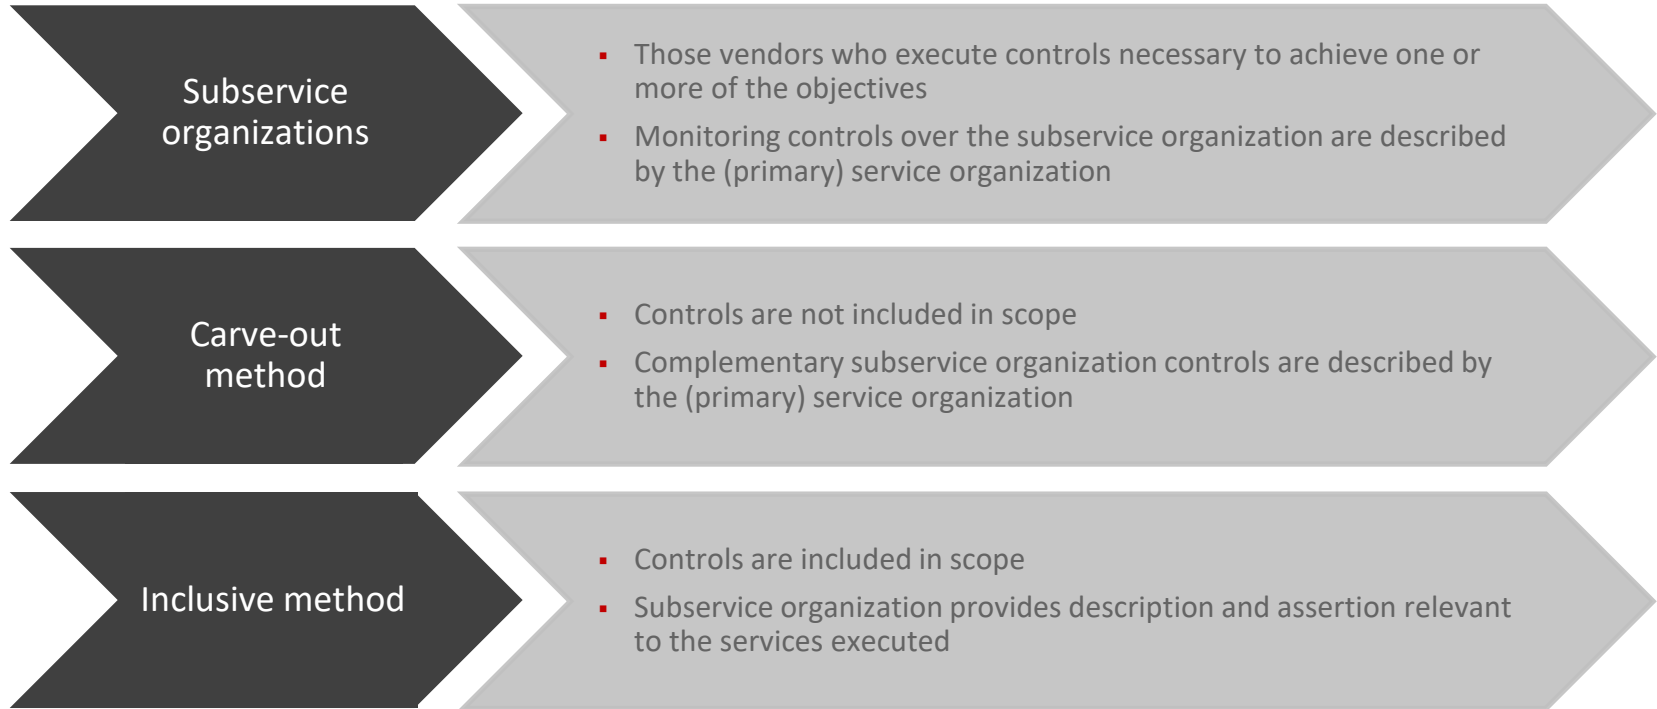 Subservice
organizations
▪ Those vendors who execute controls necessary to achieve one or
more of the objectives
▪ Monitoring controls over the subservice organization are described
by the (primary) service organization
Carve-out
method
▪ Controls are not included in scope
▪ Complementary subservice organization controls are described by
the (primary) service organization
Inclusive method
▪ Controls are included in scope
▪ Subservice organization provides description and assertion relevant
to the services executed